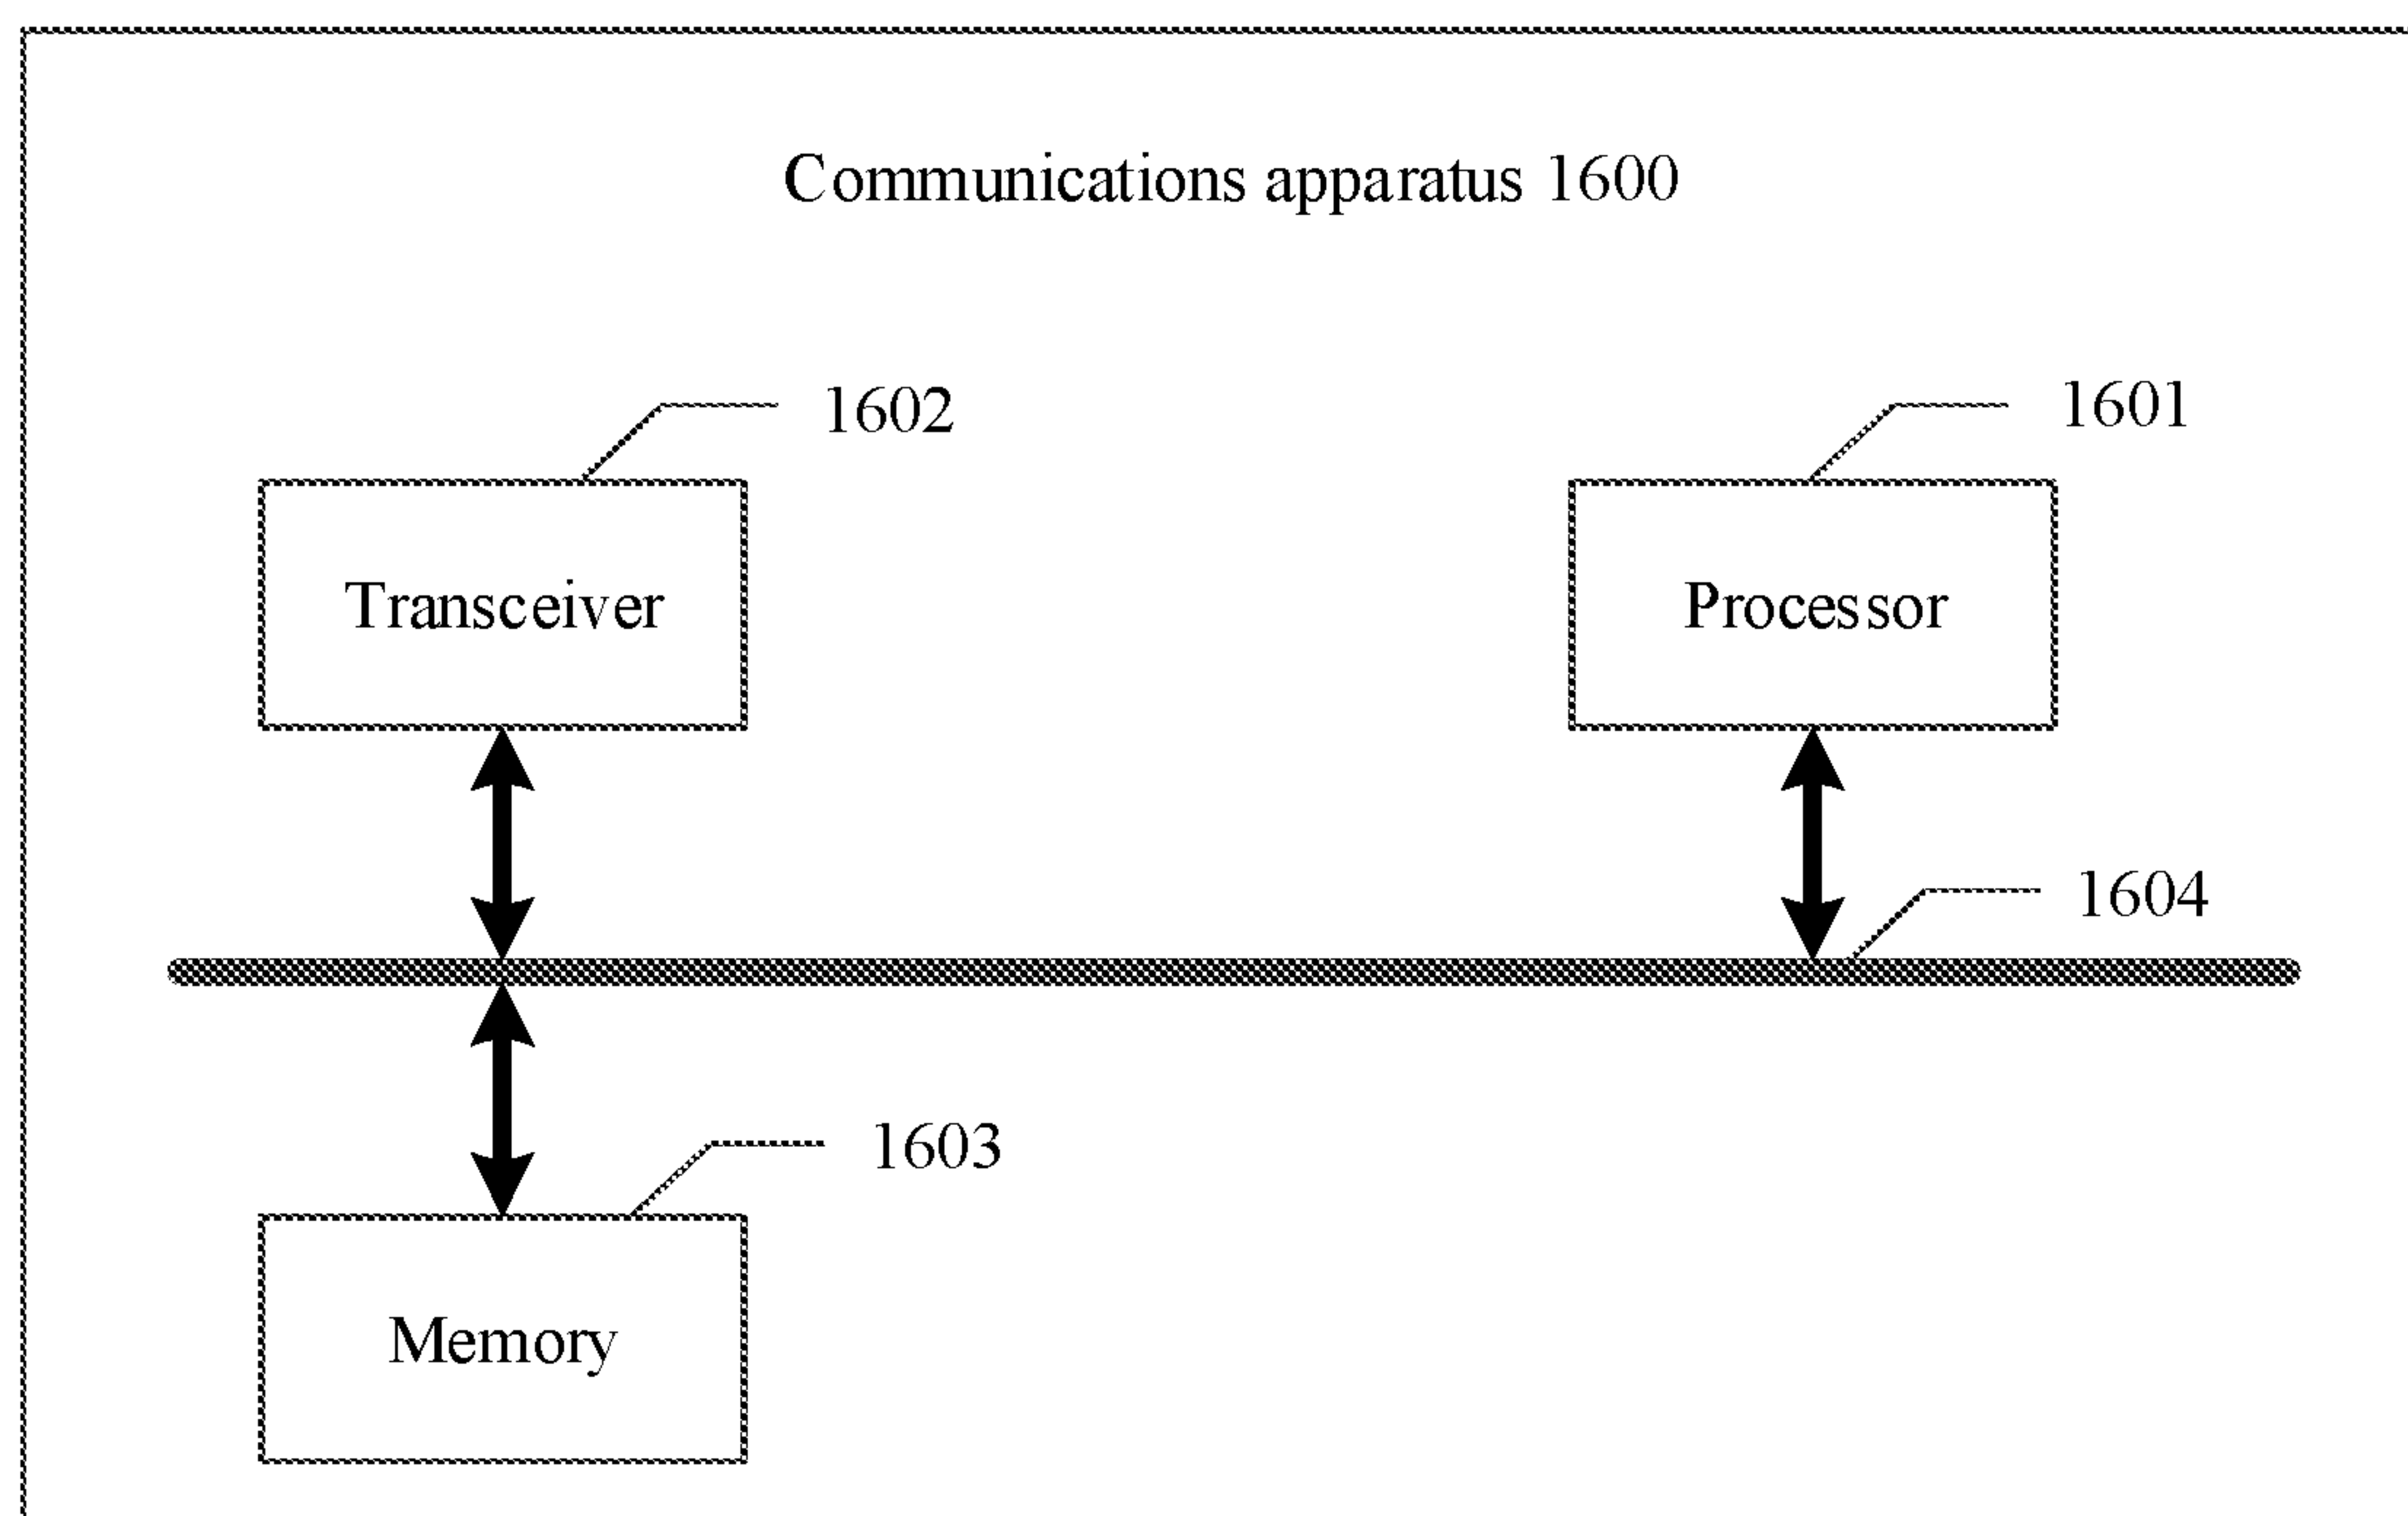 Communications apparatus 1600
1602
1601
Transceiver
Processor
1604
1603
Memory